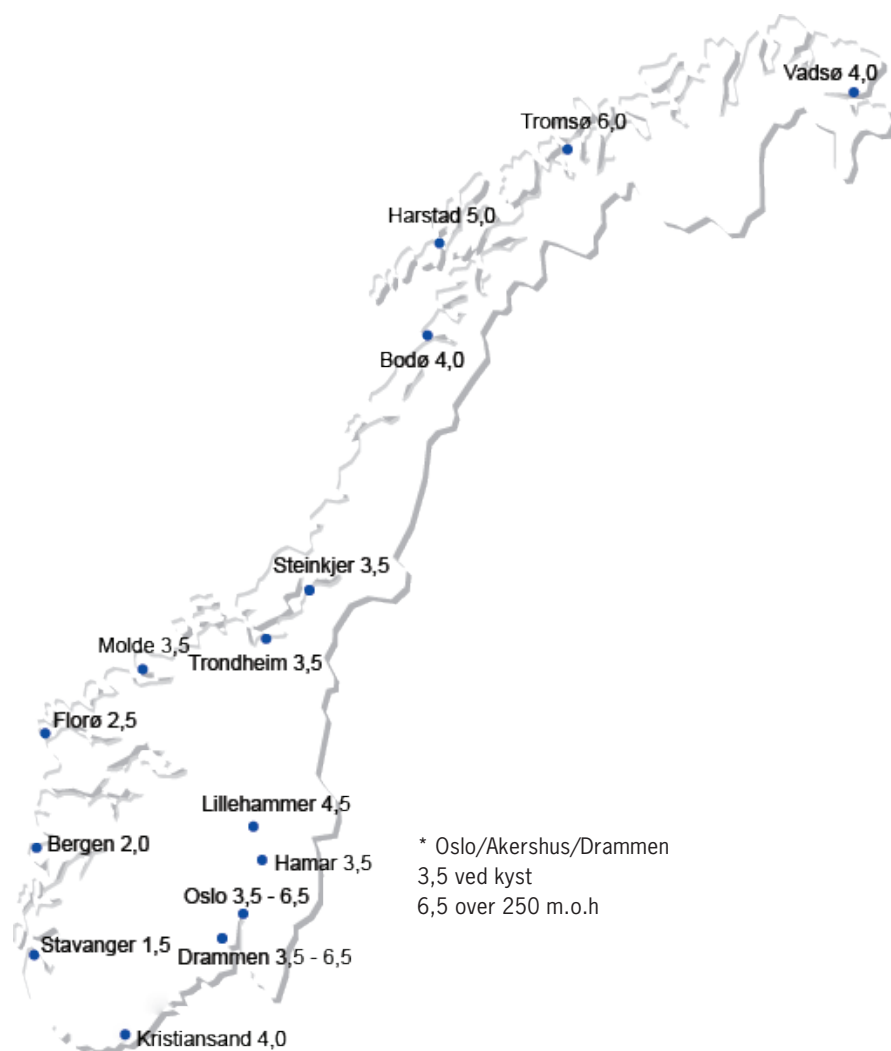 Vadsø 4,0
Tromsø 6,0
Harstad 5,0
Bodø 4,0
Steinkjer 3,5
Molde 3,5
Trondheim 3,5
Florø 2,5
Lillehammer 4,5
Bergen 2,0
Hamar 3,5
Oslo 3,5 - 6,5
Stavanger 1,5
Drammen 3,5 - 6,5
Kristiansand 4,0
* Oslo/Akershus/Drammen
3,5 ved kyst
6,5 over 250 m.o.h